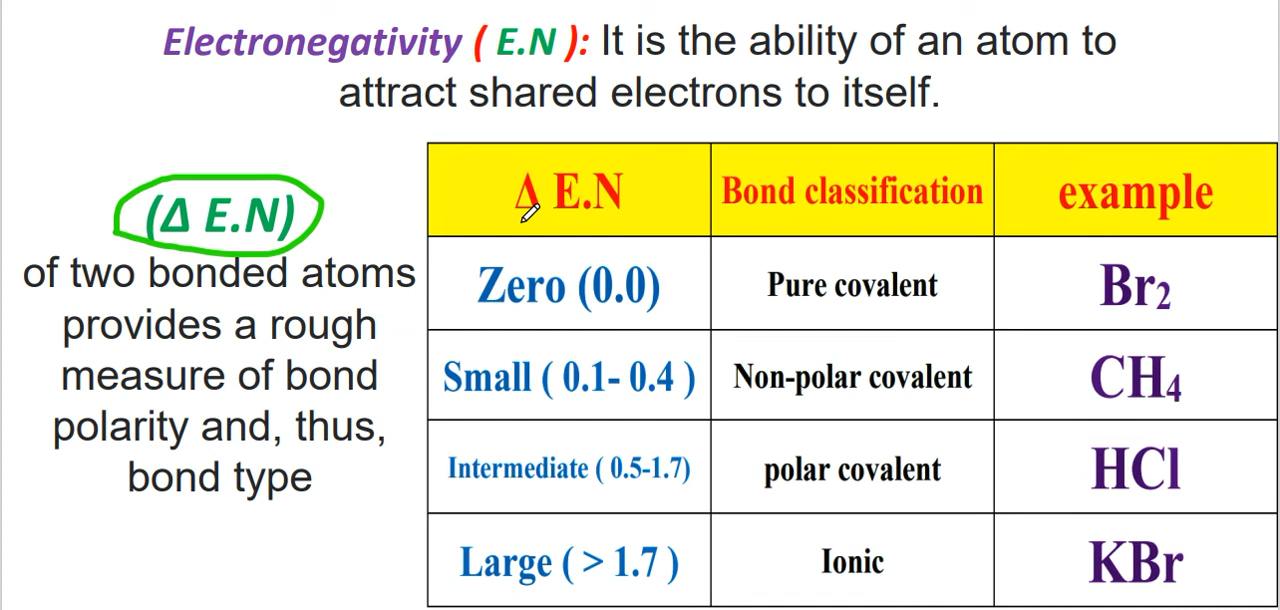 Electronegativity ( E.N ): It is the ability of an atom to
attract shared electrons to itself.
(Δ E.N)
of two bonded atoms
provides a rough
measure of bond
polarity and, thus,
bond type
Δ E.N Bond classification example
Zero (0.0) Pure covalent Br₂
Small ( 0.1- 0.4 ) Non-polar covalent CH₄
Intermediate ( 0.5-1.7) polar covalent HCl
Large ( > 1.7 ) Ionic KBr